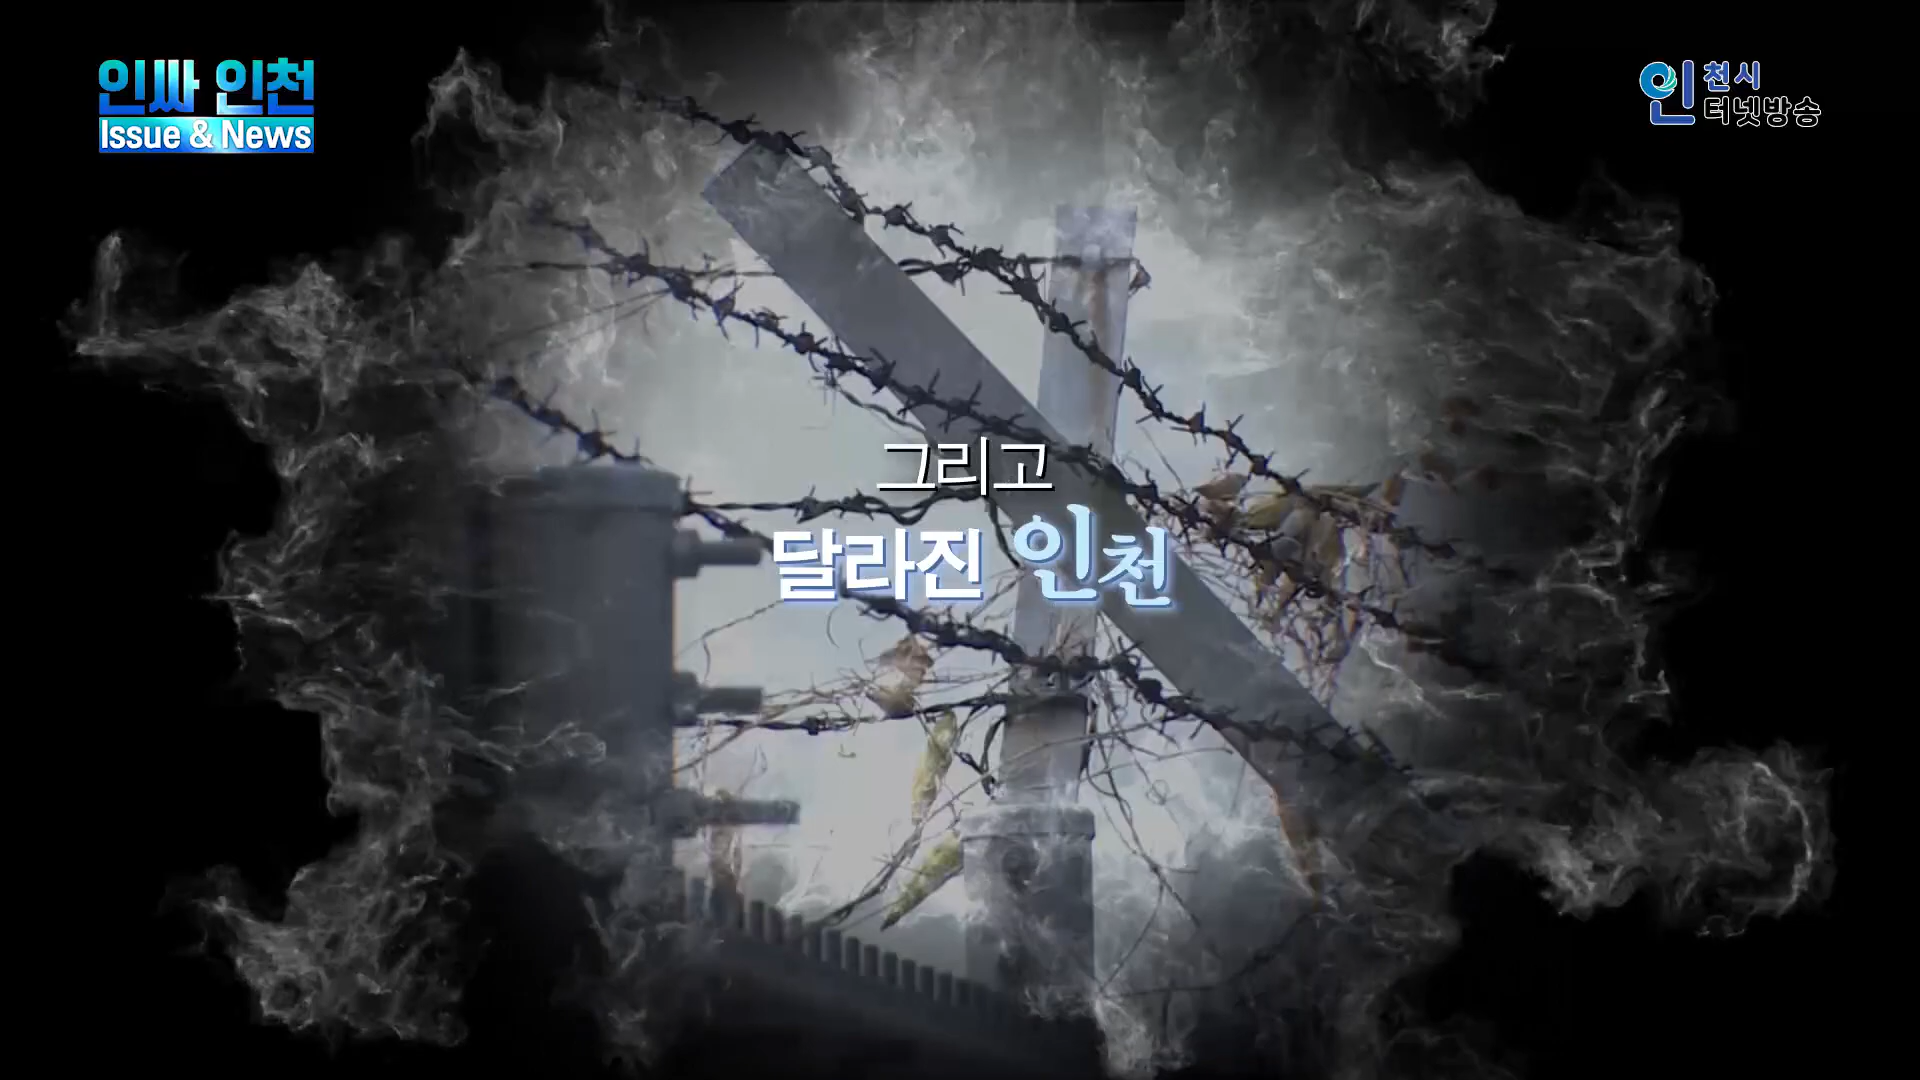 인싸 인천
Issue & News
인천시
인터넷방송
그리고
달라진 인천